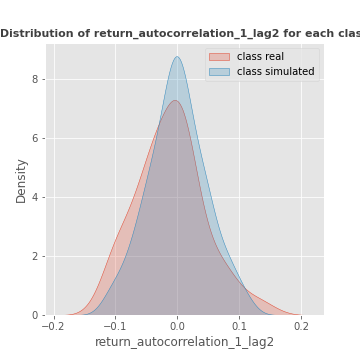 Distribution of return_autocorrelation_1_lag2 for each clas
class real
class simulated
8
6
4
2
0
Density
−0.2 −0.1 0.0 0.1 0.2
return_autocorrelation_1_lag2